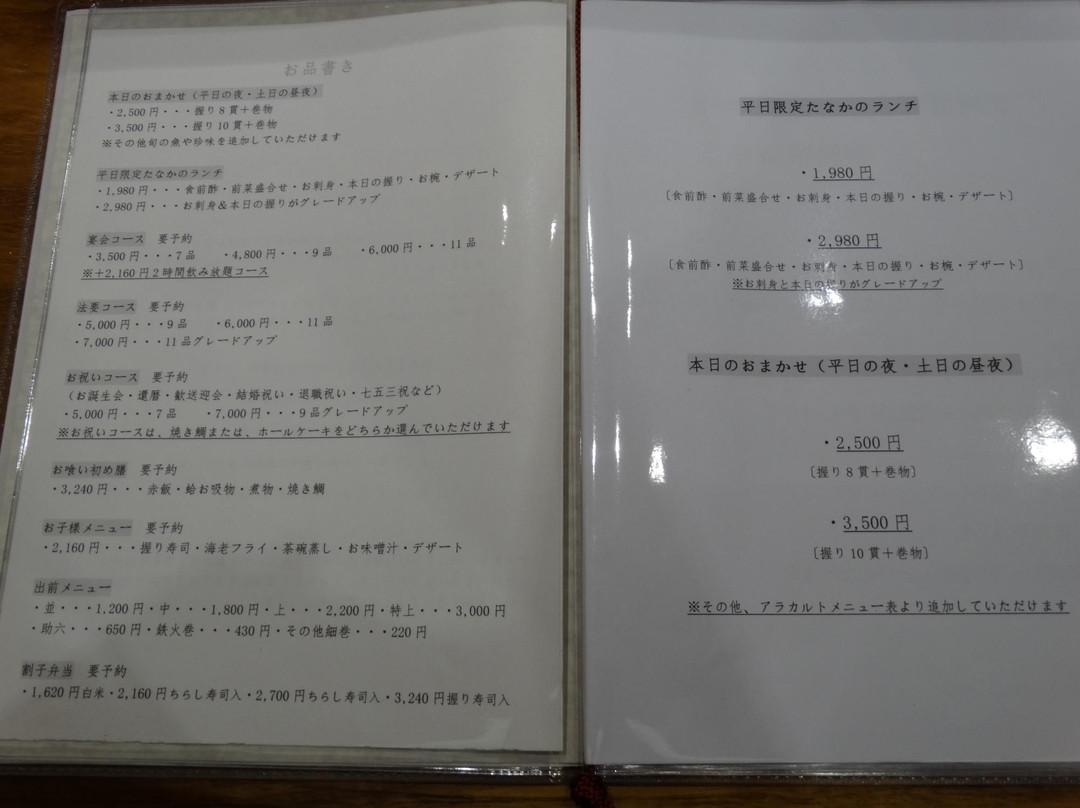 お品書き
本日のおまかせ（平日の夜・土日の昼夜）
・2,500円・・・握り8貫＋巻物
・3,500円・・・握り10貫＋巻物
※その他旬の魚や珍味を追加していただけます
平日限定たなかのランチ
・1,980円・・・食前酢・前菜盛合せ・お刺身・本日の握り・お椀・デザート
・2,980円・・・お刺身＆本日の握りがグレードアップ
宴会コース　要予約
・3,500円・・・7品　・4,800円・・・9品　・6,000円・・・11品
※＋2,160円2時間飲み放題コース
法要コース　要予約
・5,000円・・・9品　・6,000円・・・11品
・7,000円・・・11品グレードアップ
お祝いコース　要予約
（お誕生会・還暦・歓送迎会・結婚祝い・退職祝い・七五三祝など）
・5,000円・・・7品　・7,000円・・・9品グレードアップ
※お祝いコースは、焼き鯛または、ホールケーキをどちらか選んでいただけます
お喰い初め膳　要予約
・3,240円・・・赤飯・蛤お吸物・煮物・焼き鯛
お子様メニュー　要予約
・2,160円・・・握り寿司・海老フライ・茶碗蒸し・お味噌汁・デザート
出前メニュー
・並・・・1,200円・中・・・1,800円・上・・・2,200円・特上・・・3,000円
・助六・・・650円・鉄火巻・・・430円・その他細巻・・・220円
割子弁当　要予約
・1,620円白米・2,160円ちらし寿司入・2,700円ちらし寿司入・3,240円握り寿司入
平日限定たなかのランチ
・1,980円
〔食前酢・前菜盛合せ・お刺身・本日の握り・お椀・デザート〕
・2,980円
〔食前酢・前菜盛合せ・お刺身・本日の握り・お椀・デザート〕
※お刺身と本日の握りがグレードアップ
本日のおまかせ（平日の夜・土日の昼夜）
・2,500円
〔握り8貫＋巻物〕
・3,500円
〔握り10貫＋巻物〕
※その他、アラカルトメニュー表より追加していただけます